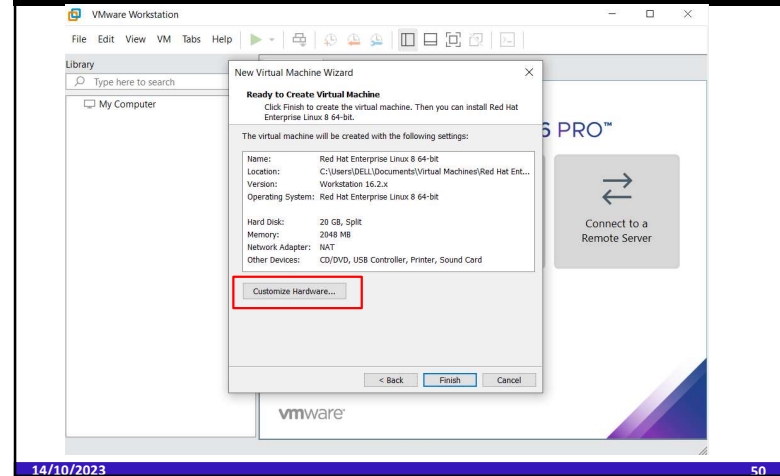 VMware Workstation
File Edit View VM Tabs Help
Library
Type here to search
My Computer
New Virtual Machine Wizard
Ready to Create Virtual Machine
Click Finish to create the virtual machine. Then you can install Red Hat
Enterprise Linux 8 64-bit.
The virtual machine will be created with the following settings:
Name: Red Hat Enterprise Linux 8 64-bit
Location: C:\Users\DELL\Documents\Virtual Machines\Red Hat Ent...
Version: Workstation 16.2.x
Operating System: Red Hat Enterprise Linux 8 64-bit
Hard Disk: 20 GB, Split
Memory: 2048 MB
Network Adapter: NAT
Other Devices: CD/DVD, USB Controller, Printer, Sound Card
Customize Hardware...
< Back Finish Cancel
PRO™
Connect to a
Remote Server
vmware
14/10/2023
50